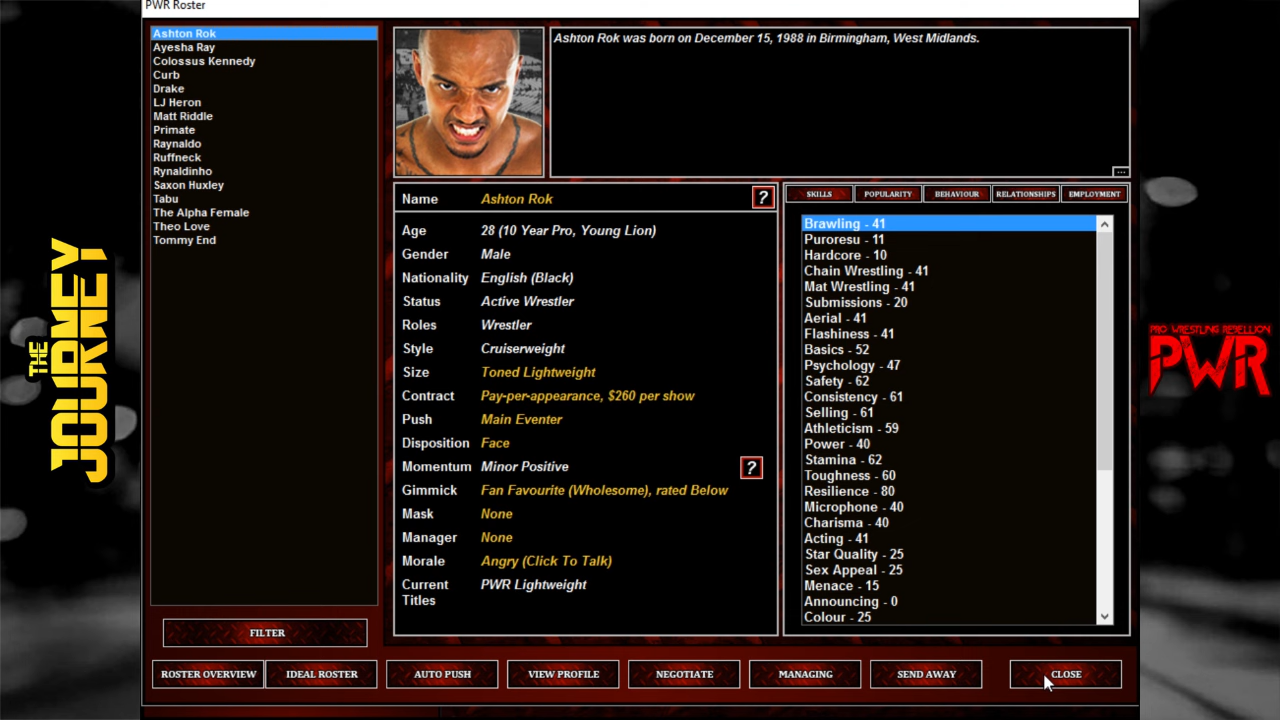 PWR Roster
Ashton Rok
Ayesha Ray
Colossus Kennedy
Curb
Drake
LJ Heron
Matt Riddle
Primate
Raynaldo
Ruffneck
Rynaldinho
Saxon Huxley
Tabu
The Alpha Female
Theo Love
Tommy End
FILTER
Ashton Rok was born on December 15, 1988 in Birmingham, West Midlands.
...
Name Ashton Rok ?
Age 28 (10 Year Pro, Young Lion)
Gender Male
Nationality English (Black)
Status Active Wrestler
Roles Wrestler
Style Cruiserweight
Size Toned Lightweight
Contract Pay-per-appearance, $260 per show
Push Main Eventer
Disposition Face
Momentum Minor Positive ?
Gimmick Fan Favourite (Wholesome), rated Below
Mask None
Manager None
Morale Angry (Click To Talk)
Current Titles PWR Lightweight
SKILLS POPULARITY BEHAVIOUR RELATIONSHIPS EMPLOYMENT
Brawling - 41
Puroresu - 11
Hardcore - 10
Chain Wrestling - 41
Mat Wrestling - 41
Submissions - 20
Aerial - 41
Flashiness - 41
Basics - 52
Psychology - 47
Safety - 62
Consistency - 61
Selling - 61
Athleticism - 59
Power - 40
Stamina - 62
Toughness - 60
Resilience - 80
Microphone - 40
Charisma - 40
Acting - 41
Star Quality - 25
Sex Appeal - 25
Menace - 15
Announcing - 0
Colour - 25
ROSTER OVERVIEW IDEAL ROSTER AUTO PUSH VIEW PROFILE NEGOTIATE MANAGING SEND AWAY CLOSE
THE JOURNEY
PRO WRESTLING REBELLION
PWR